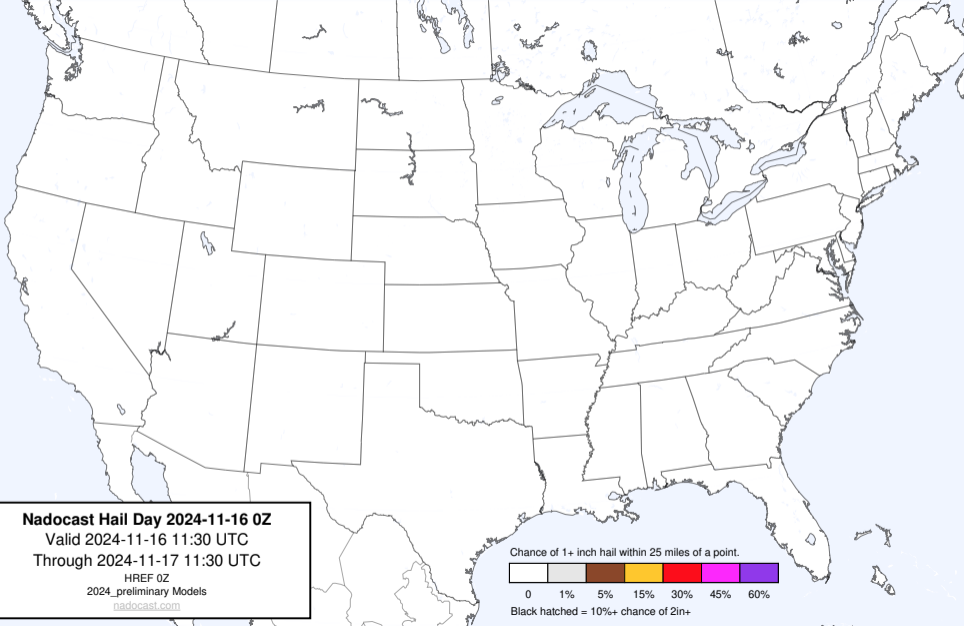 Nadocast Hail Day 2024-11-16 0Z
Valid 2024-11-16 11:30 UTC
Through 2024-11-17 11:30 UTC
HREF 0Z
2024_preliminary Models
nadocast.com
Chance of 1+ inch hail within 25 miles of a point.
0 1% 5% 15% 30% 45% 60%
Black hatched = 10%+ chance of 2in+